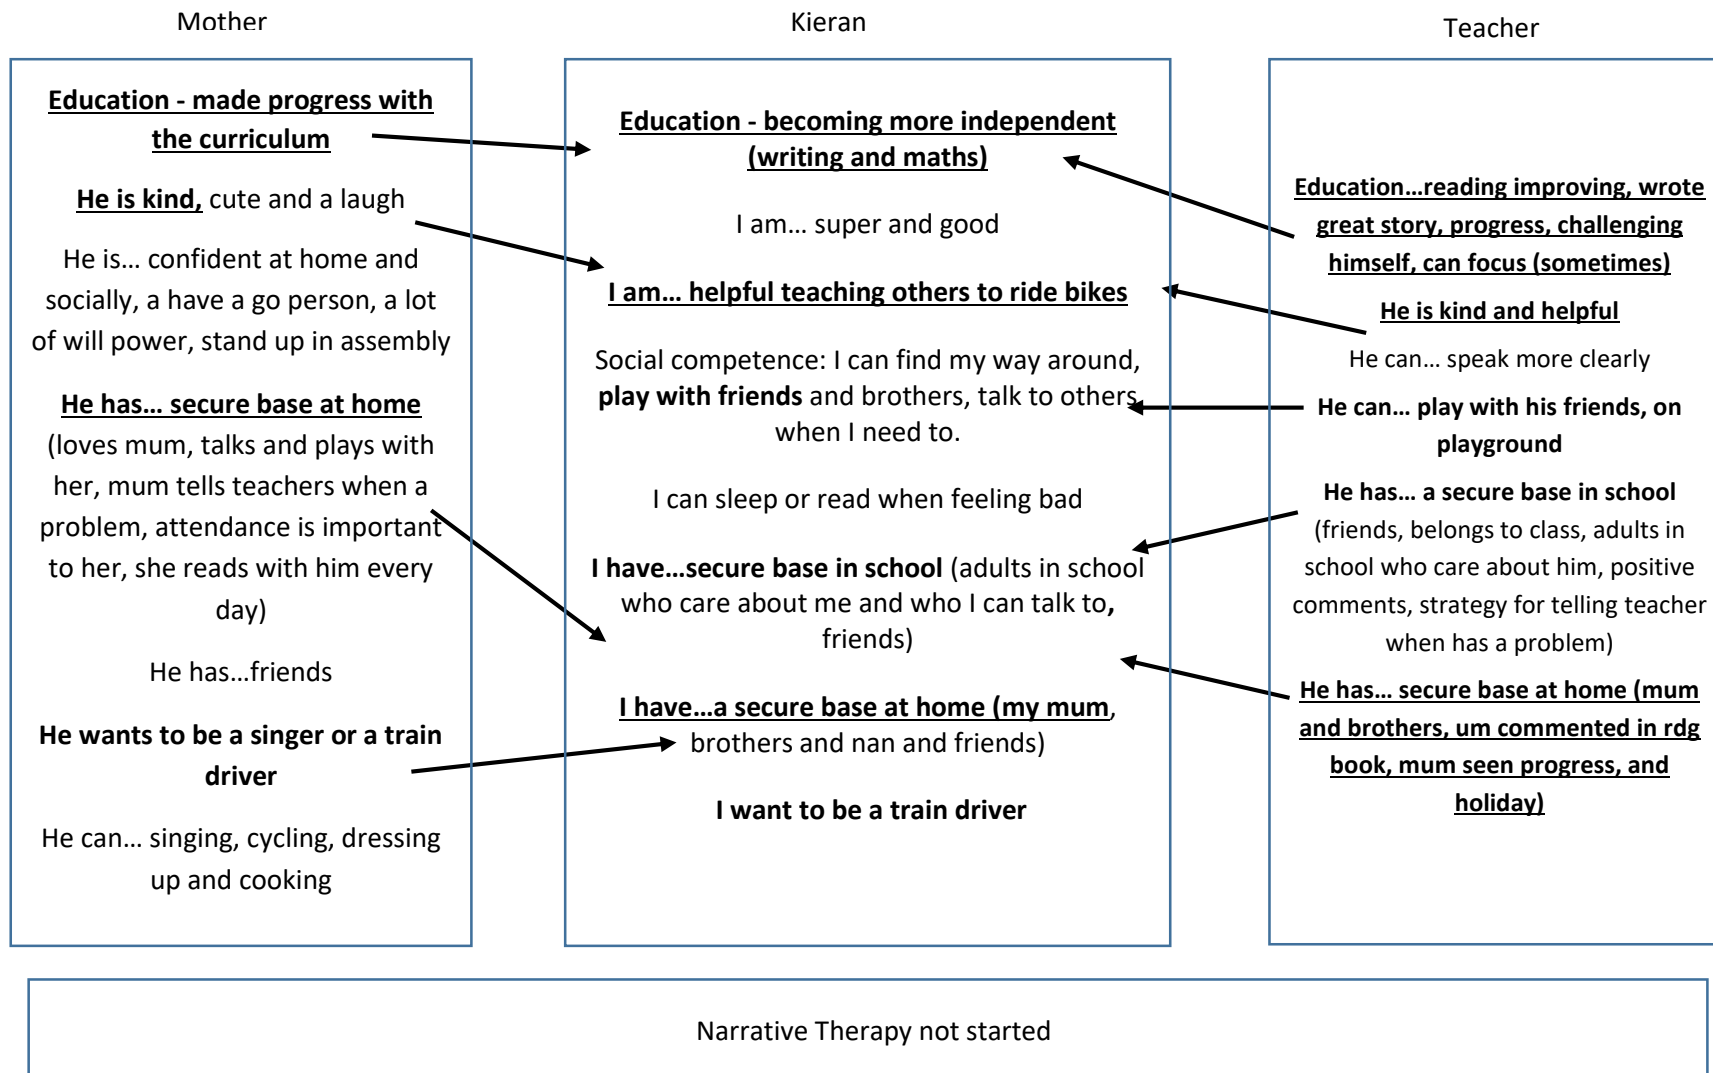 Mother
Kieran
Teacher
Education - made progress with
the curriculum
He is kind, cute and a laugh
He is... confident at home and
socially, a have a go person, a lot
of will power, stand up in assembly
He has... secure base at home
(loves mum, talks and plays with
her, mum tells teachers when a
problem, attendance is important
to her, she reads with him every
day)
He has...friends
He wants to be a singer or a train
driver
He can... singing, cycling, dressing
up and cooking
Education - becoming more independent
(writing and maths)
I am... super and good
I am... helpful teaching others to ride bikes
Social competence: I can find my way around,
play with friends and brothers, talk to others
when I need to.
I can sleep or read when feeling bad
I have...secure base in school (adults in school
who care about me and who I can talk to,
friends)
I have...a secure base at home (my mum,
brothers and nan and friends)
I want to be a train driver
Education...reading improving, wrote
great story, progress, challenging
himself, can focus (sometimes)
He is kind and helpful
He can... speak more clearly
He can... play with his friends, on
playground
He has... a secure base in school
(friends, belongs to class, adults in
school who care about him, positive
comments, strategy for telling teacher
when has a problem)
He has... secure base at home (mum
and brothers, um commented in rdg
book, mum seen progress, and
holiday)
Narrative Therapy not started